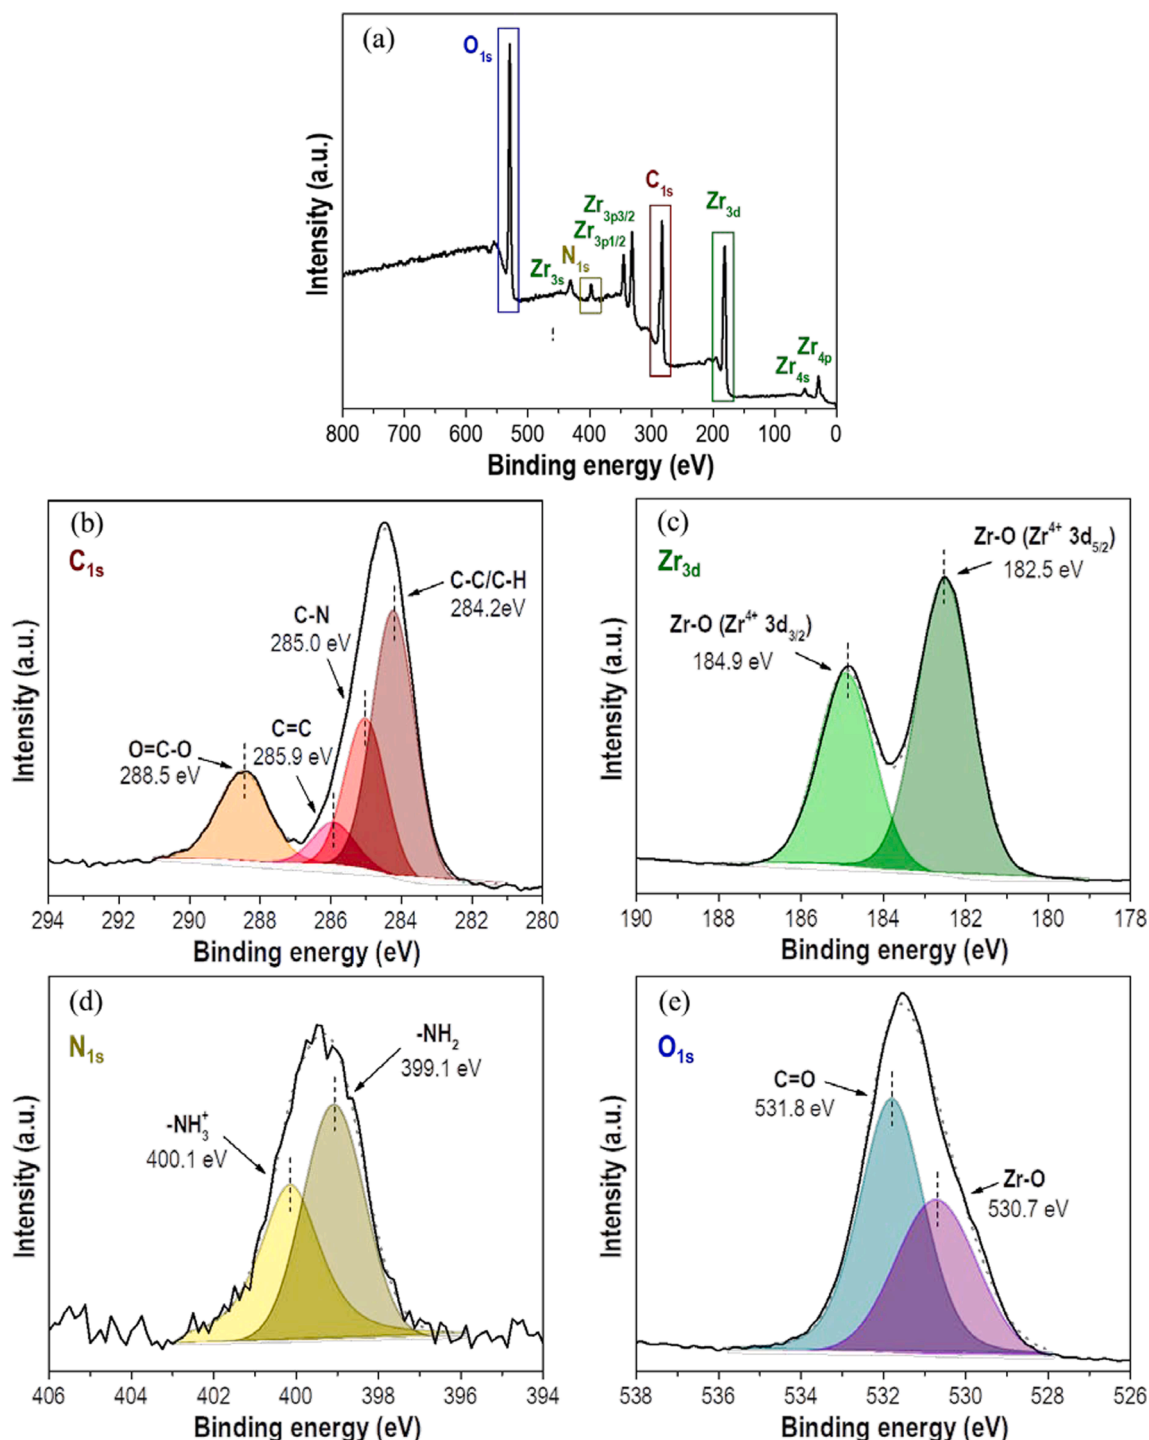 (a)
O1s
C1s
Zr3d
Zr3p3/2
Zr3p1/2
N1s
Zr3s
Zr4p
Zr4s
Intensity (a.u.)
800 700 600 500 400 300 200 100 0
Binding energy (eV)
(b)
C1s
C-C/C-H
284.2eV
C-N
285.0 eV
C=C
285.9 eV
O=C-O
288.5 eV
Intensity (a.u.)
294 292 290 288 286 284 282 280
Binding energy (eV)
(c)
Zr3d
Zr-O (Zr4+ 3d5/2)
182.5 eV
Zr-O (Zr4+ 3d3/2)
184.9 eV
Intensity (a.u.)
190 188 186 184 182 180 178
Binding energy (eV)
(d)
N1s
-NH2
399.1 eV
-NH3+
400.1 eV
Intensity (a.u.)
406 404 402 400 398 396 394
Binding energy (eV)
(e)
O1s
C=O
531.8 eV
Zr-O
530.7 eV
Intensity (a.u.)
538 536 534 532 530 528 526
Binding energy (eV)